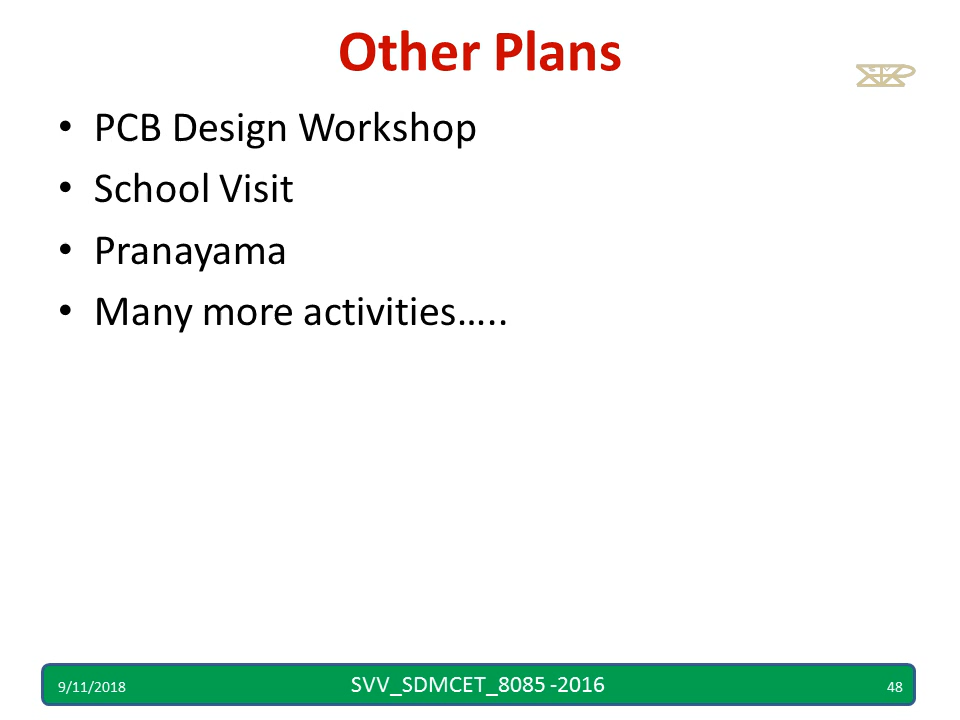 Other Plans
• PCB Design Workshop
• School Visit
• Pranayama
• Many more activities…..
9/11/2018 SVV_SDMCET_8085 -2016 48